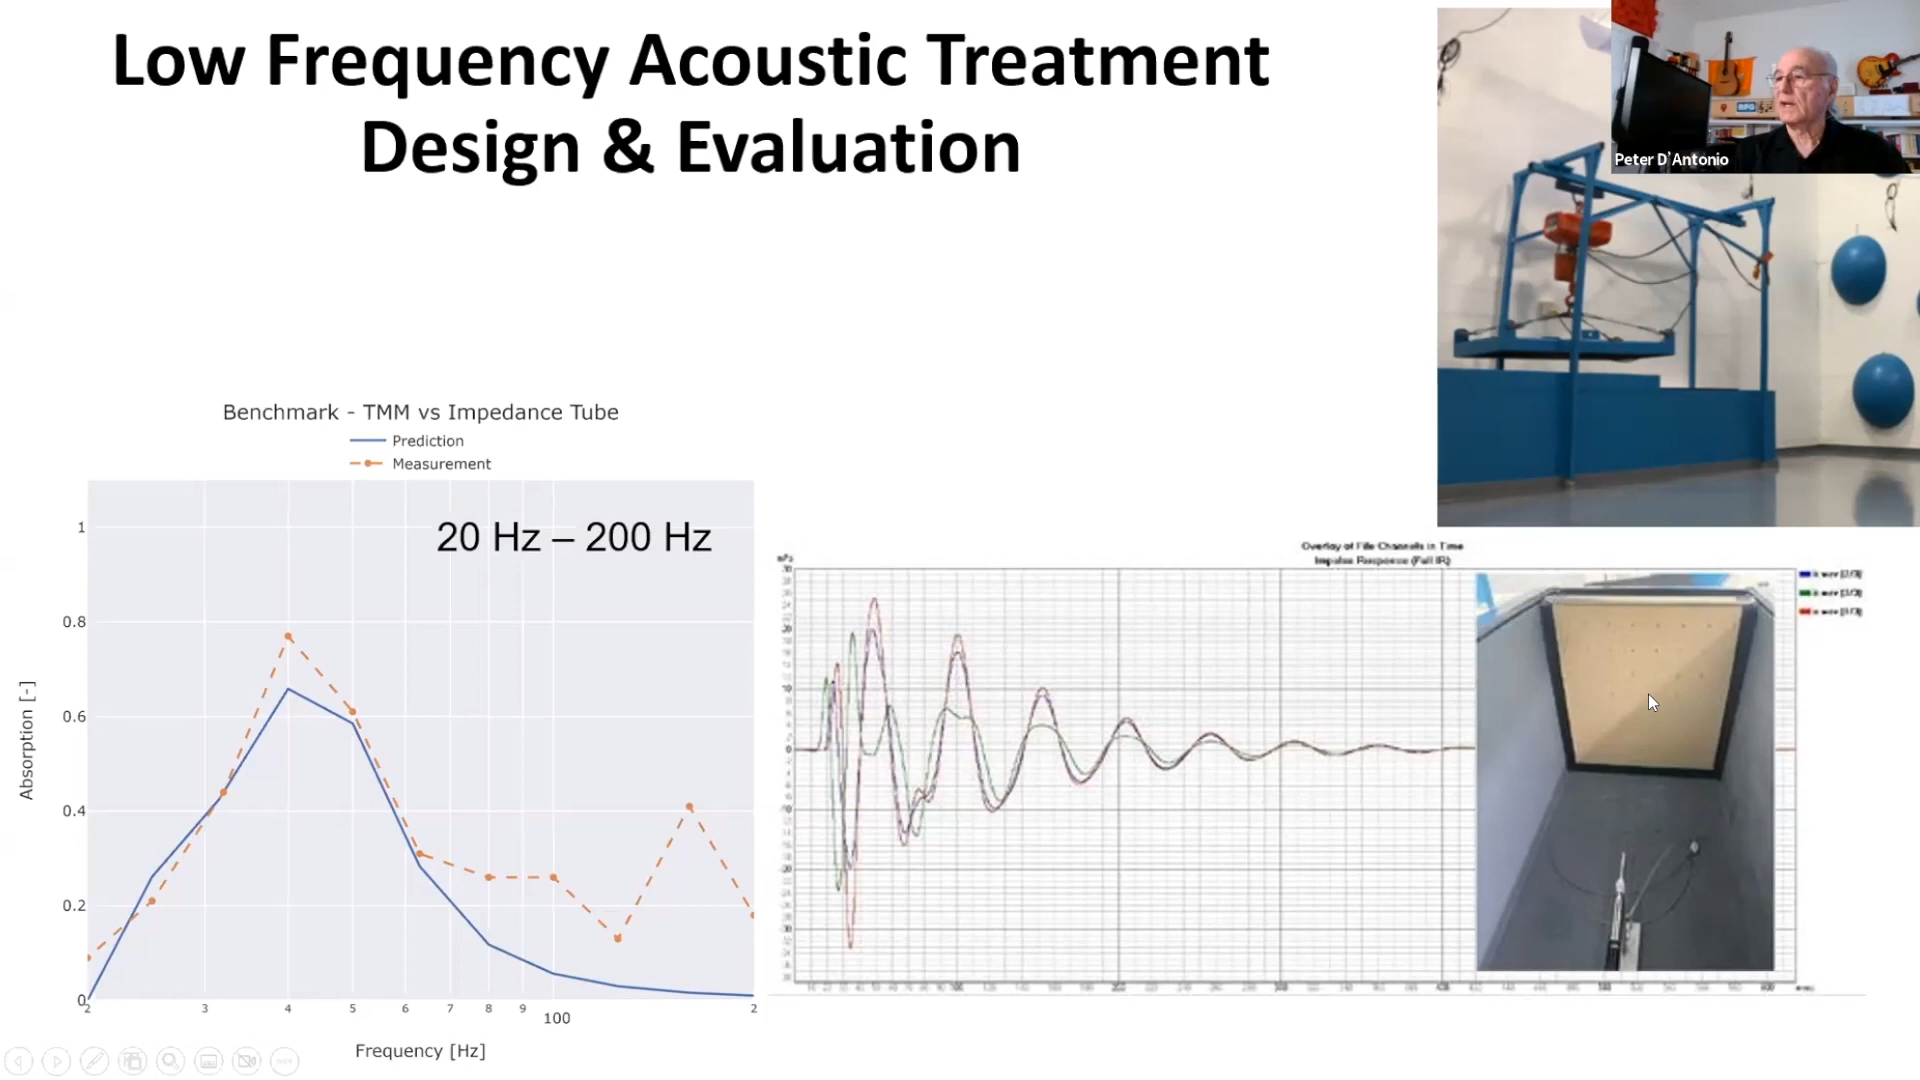 Low Frequency Acoustic Treatment
Design & Evaluation
Peter D'Antonio
RPG
Benchmark - TMM vs Impedance Tube
Prediction
Measurement
20 Hz – 200 Hz
1
0.8
0.6
0.4
0.2
0
Absorption [-]
2 3 4 5 6 7 8 9 100 2
Frequency [Hz]
Overlay of File Channels in Time
Impulse Response (Full IR)